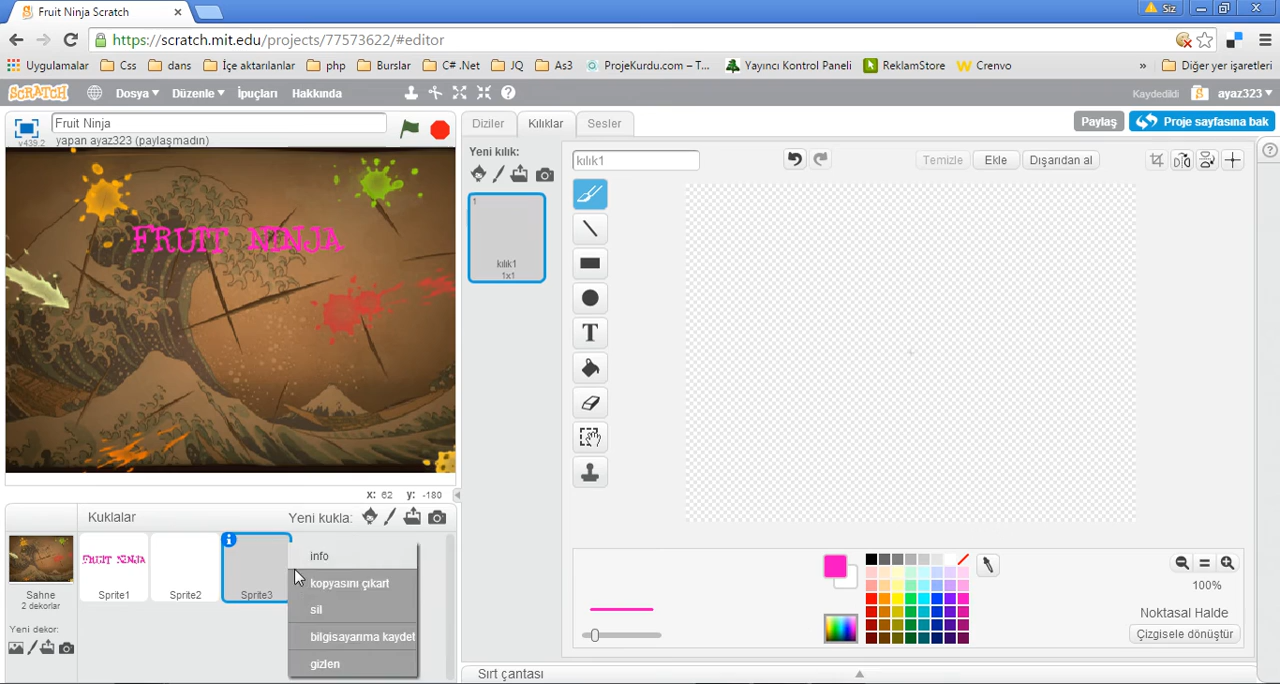 Fruit Ninja Scratch
Siz
https://scratch.mit.edu/projects/77573622/#editor
Uygulamalar Css dans İçe aktarılanlar php Burslar C# .Net JQ As3 ProjeKurdu.com – T... Yayıncı Kontrol Paneli ReklamStore Crenvo » Diğer yer işaretleri
SCRATCH Dosya Düzenle İpuçları Hakkında Kaydedildi ayaz323
Fruit Ninja
yapan ayaz323 (paylaşmadın)
v439.2
Diziler Kılıklar Sesler
Paylaş Proje sayfasına bak
Yeni kılık:
kılık1
Temizle Ekle Dışarıdan al
1
kılık1
1x1
T
FRUIT NINJA
x: 62 y: -180
Kuklalar Yeni kukla:
FRUIT NINJA
Sahne
2 dekorlar
Sprite1 Sprite2 Sprite3
Yeni dekor:
info
kopyasını çıkart
sil
bilgisayarıma kaydet
gizlen
100%
Noktasal Halde
Çizgisele dönüştür
Sırt çantası